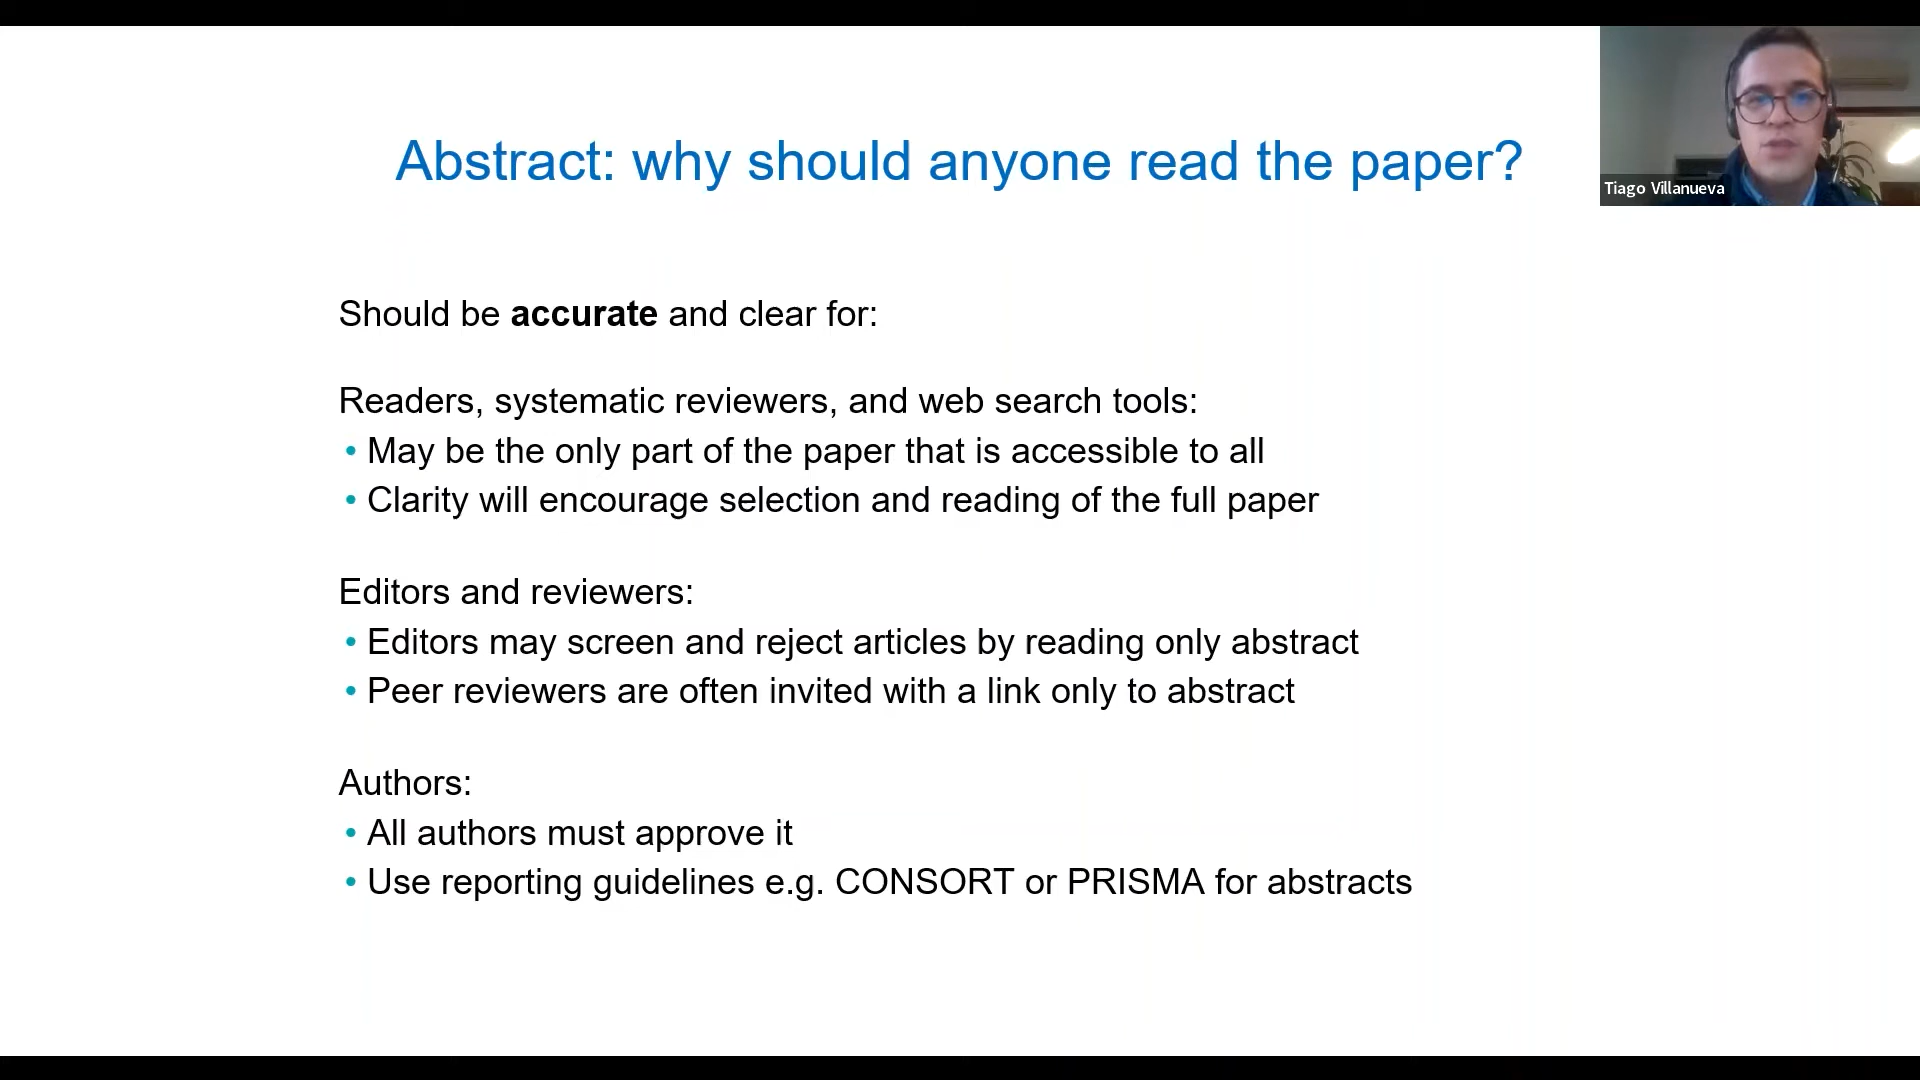 Abstract: why should anyone read the paper?
Tiago Villanueva
Should be accurate and clear for:
Readers, systematic reviewers, and web search tools:
• May be the only part of the paper that is accessible to all
• Clarity will encourage selection and reading of the full paper
Editors and reviewers:
• Editors may screen and reject articles by reading only abstract
• Peer reviewers are often invited with a link only to abstract
Authors:
• All authors must approve it
• Use reporting guidelines e.g. CONSORT or PRISMA for abstracts